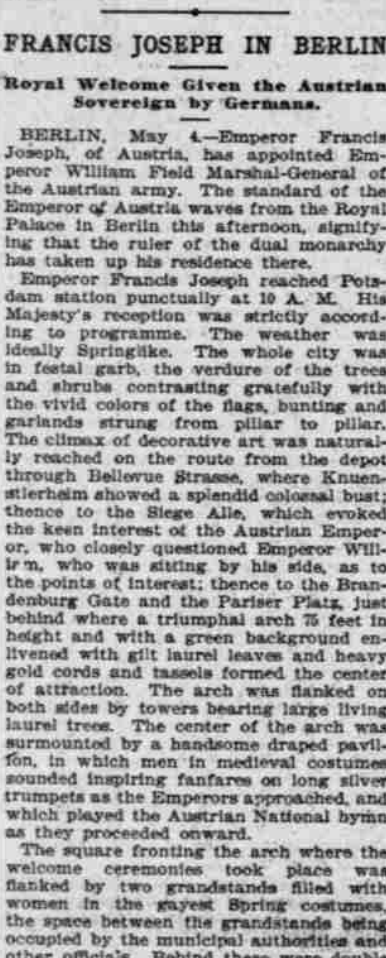 FRANCIS JOSEPH IN BERLIN
Royal Welcome Given the Austrian
Sovereign by Germans.
BERLIN, May 4.—Emperor Francis
Joseph, of Austria, has appointed Em-
peror William Field Marshal-General of
the Austrian army. The standard of the
Emperor of Austria waves from the Royal
Palace in Berlin this afternoon, signify-
ing that the ruler of the dual monarchy
has taken up his residence there.
Emperor Francis Joseph reached Pots-
dam station punctually at 10 A. M. His
Majesty's reception was strictly accord-
ing to programme. The weather was
ideally Springlike. The whole city was
in festal garb, the verdure of the trees
and shrubs contrasting gratefully with
the vivid colors of the flags, bunting and
garlands strung from pillar to pillar.
The climax of decorative art was natural-
ly reached on the route from the depot
through Bellevue Strasse, where Knuen-
stlerheim showed a splendid colossal bust;
thence to the Siege Alle, which evoked
the keen interest of the Austrian Emper-
or, who closely questioned Emperor Will-
who was sitting by his side, as to
the points of interest; thence to the Bran-
denburg Gate and the Pariser Platz, just
behind where a triumphal arch 75 feet in
height and with a green background en-
livened with gilt laurel leaves and heavy
gold cords and tassels formed the center
of attraction. The arch was flanked on
both sides by towers bearing large living
laurel trees. The center of the arch was
surmounted by a handsome draped pavil-
ion, in which men in medieval costumes
sounded inspiring fanfares on long silver
trumpets as the Emperors approached, and
which played the Austrian National hymn
as they proceeded onward.
The square fronting the arch where the
welcome ceremonies took place was
flanked by two grandstands filled with
women in the gayest Spring costumes,
the space between the grandstands being
occupied by the municipal authorities and
other officials. Behind these were double